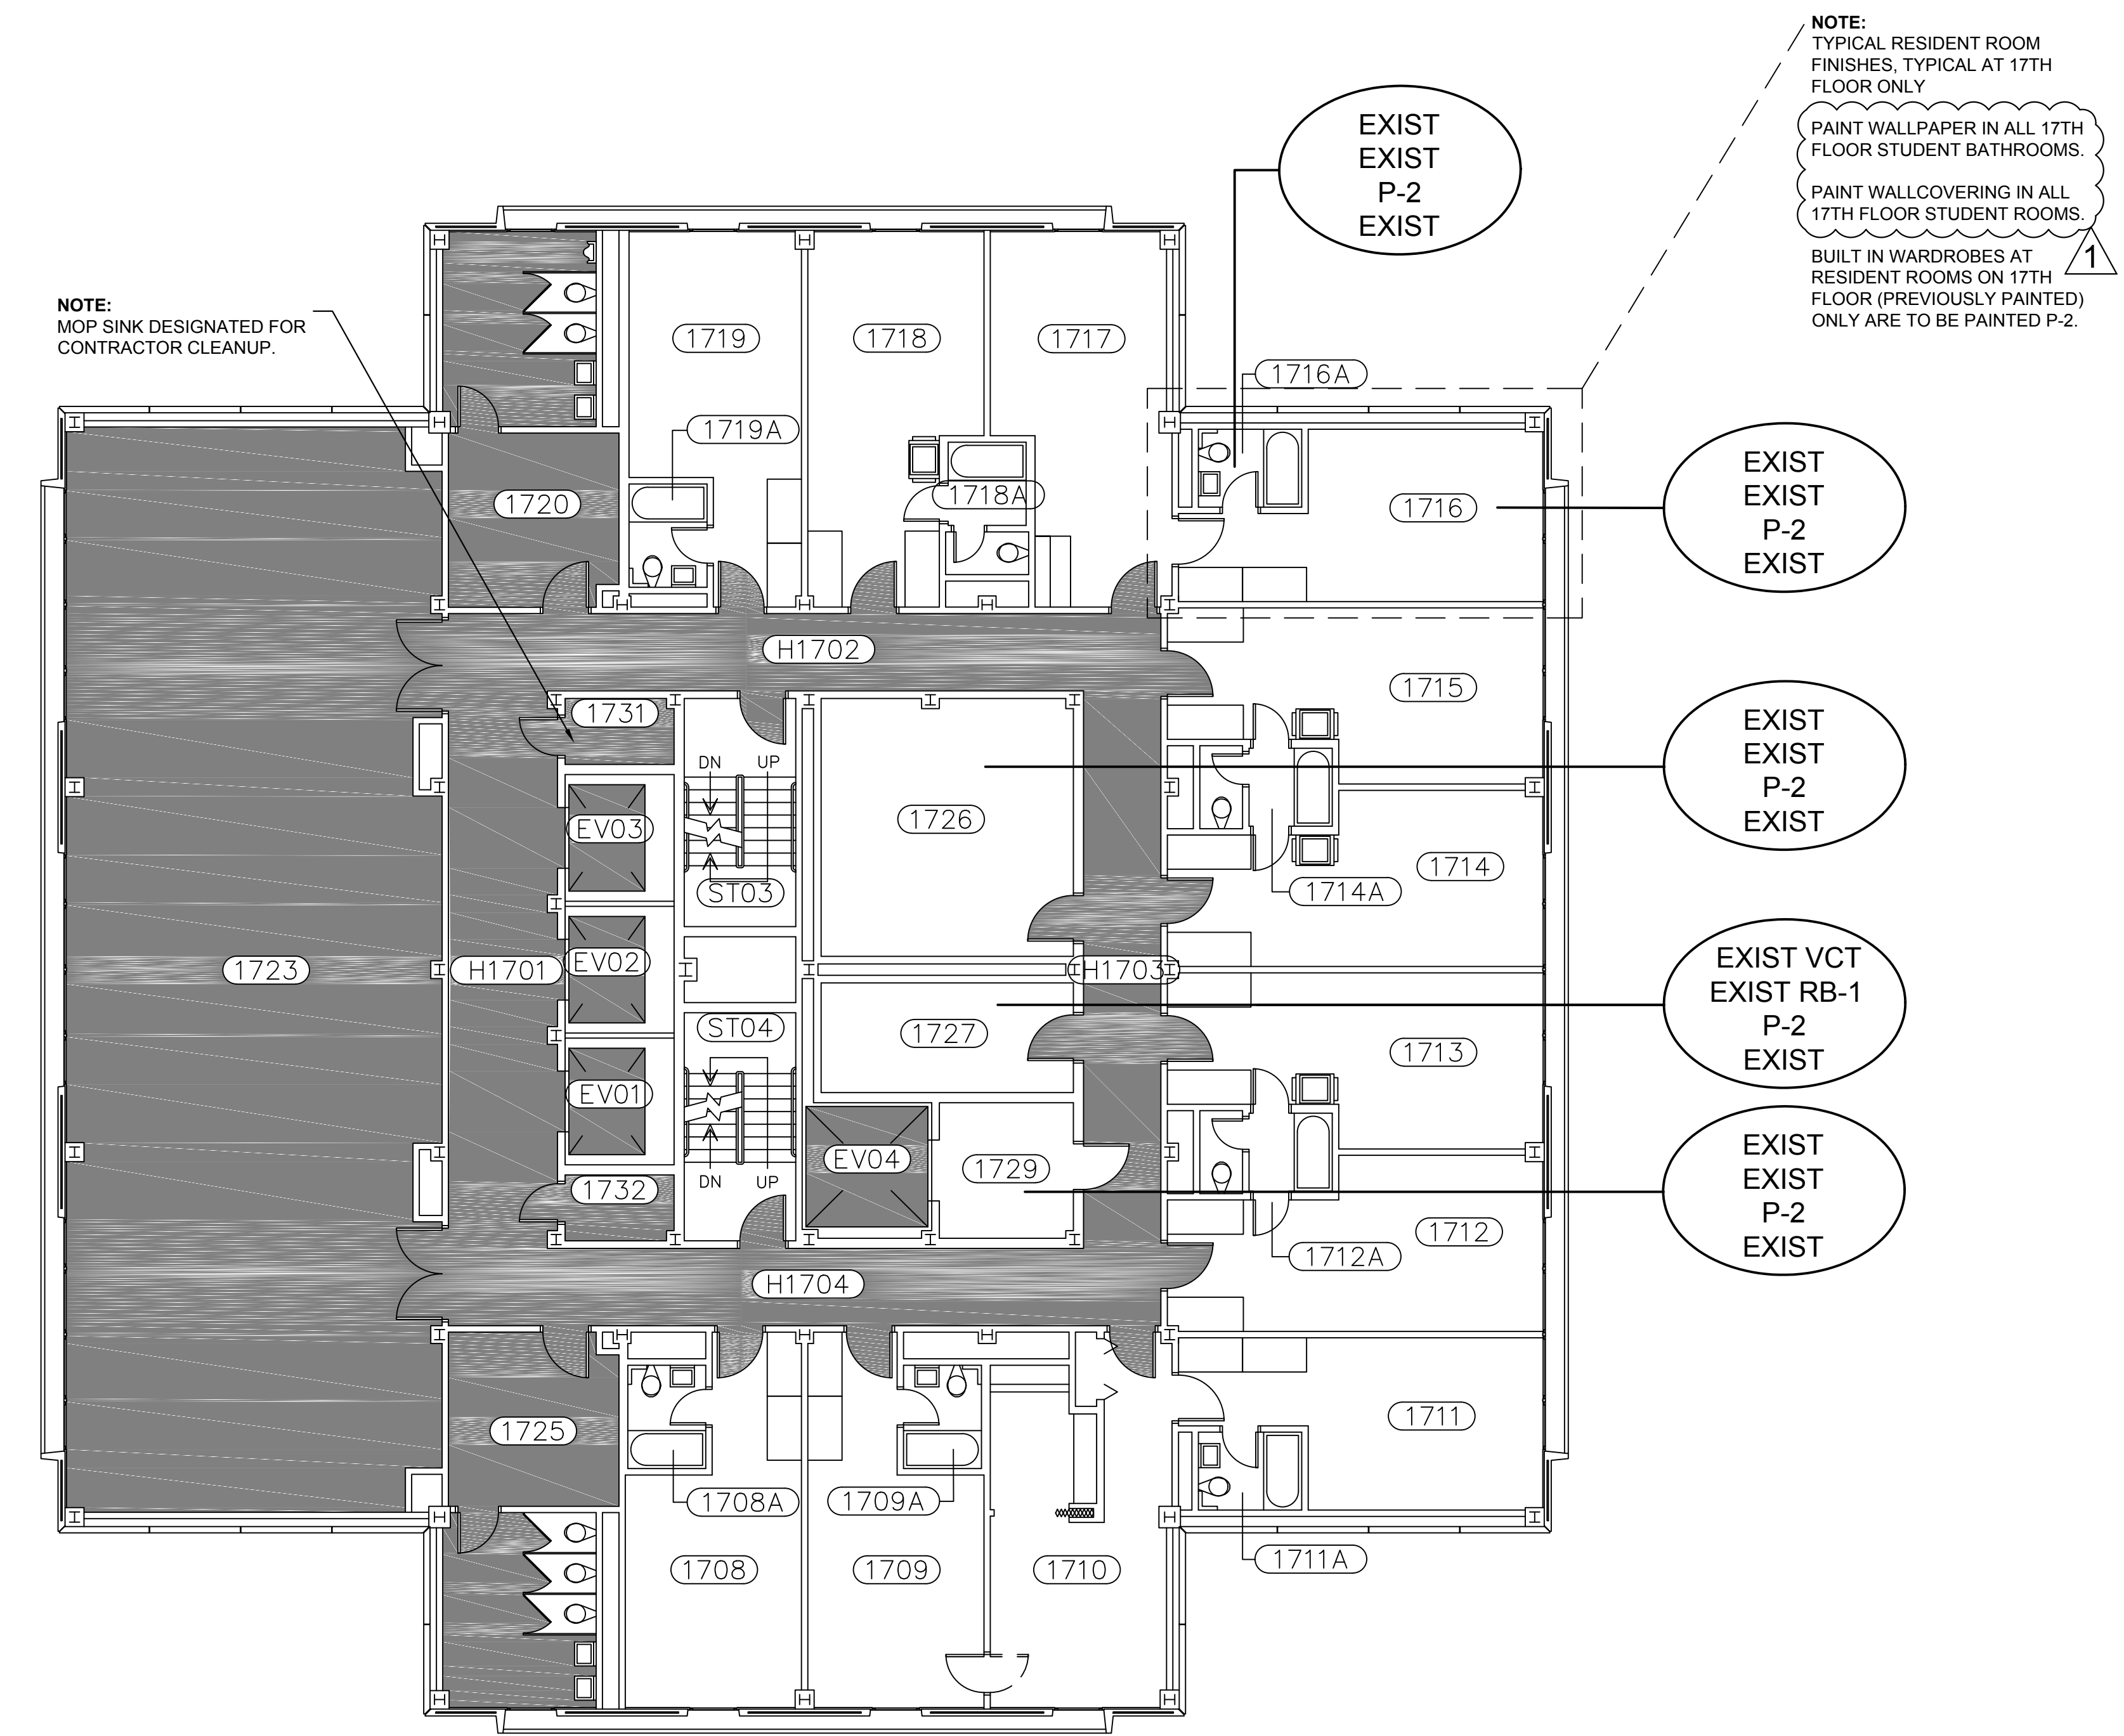 NOTE:
TYPICAL RESIDENT ROOM
FINISHES, TYPICAL AT 17TH
FLOOR ONLY
PAINT WALLPAPER IN ALL 17TH
FLOOR STUDENT BATHROOMS.
PAINT WALLCOVERING IN ALL
17TH FLOOR STUDENT ROOMS.
1
BUILT IN WARDROBES AT
RESIDENT ROOMS ON 17TH
FLOOR (PREVIOUSLY PAINTED)
ONLY ARE TO BE PAINTED P-2.
EXIST
EXIST
P-2
EXIST
NOTE:
MOP SINK DESIGNATED FOR
CONTRACTOR CLEANUP.
1719
1718
1717
1716A
1719A
1718A
1720
1716
EXIST
EXIST
P-2
EXIST
H1702
1715
1731
DN
UP
EXIST
EXIST
P-2
EXIST
EV03
1726
ST03
1714
1714A
1723
H1701
EV02
H1703
EXIST VCT
EXIST RB-1
P-2
EXIST
ST04
1727
1713
EV01
EV04
1729
1732
DN
UP
EXIST
EXIST
P-2
EXIST
1712
1712A
H1704
1725
1711
1708A
1709A
1708
1709
1710
1711A